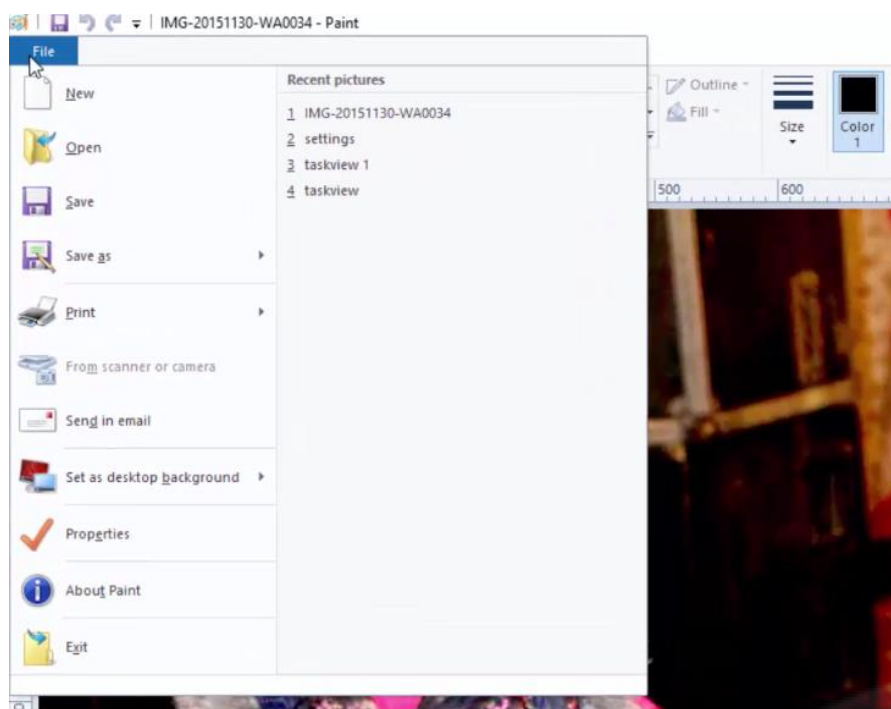 IMG-20151130-WA0034 - Paint
File
New
Open
Save
Save as
Print
From scanner or camera
Send in email
Set as desktop background
Properties
About Paint
Exit
Recent pictures
1 IMG-20151130-WA0034
2 settings
3 taskview 1
4 taskview
Outline
Fill
Size
Color
1
500
600